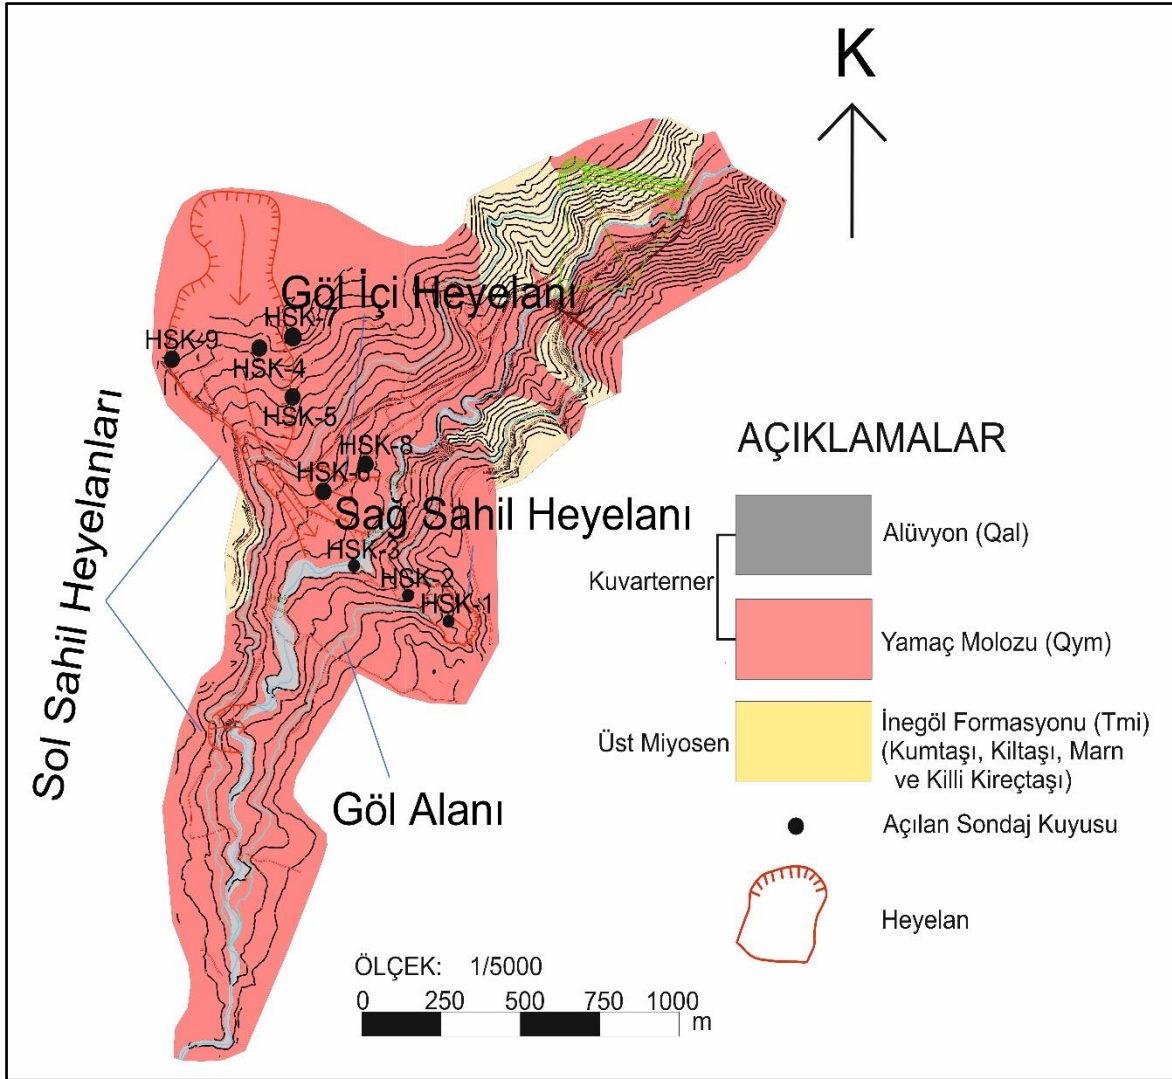 K
Göl İçi Heyelanı
HSK-7
HSK-9
HSK-4
HSK-5
HSK-8
HSK-6
Sağ Sahil Heyelanı
HSK-3
HSK-2
HSK-1
Sol Sahil Heyelanları
Göl Alanı
AÇIKLAMALAR
Alüvyon (Qal)
Kuvarterner
Yamaç Molozu (Qym)
Üst Miyosen
İnegöl Formasyonu (Tmi)
(Kumtaşı, Kiltaşı, Marn
ve Killi Kireçtaşı)
Açılan Sondaj Kuyusu
Heyelan
ÖLÇEK: 1/5000
0 250 500 750 1000
m